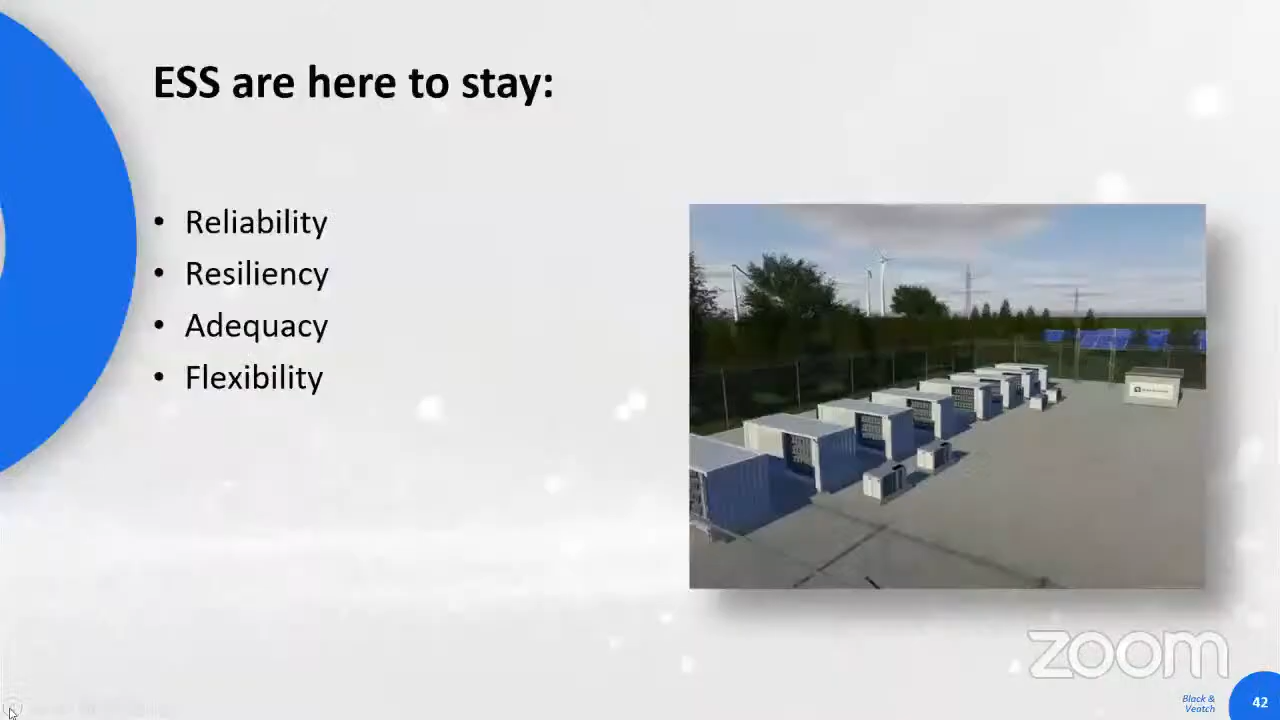 ESS are here to stay:
• Reliability
• Resiliency
• Adequacy
• Flexibility
zoom
Black &
Veatch
42